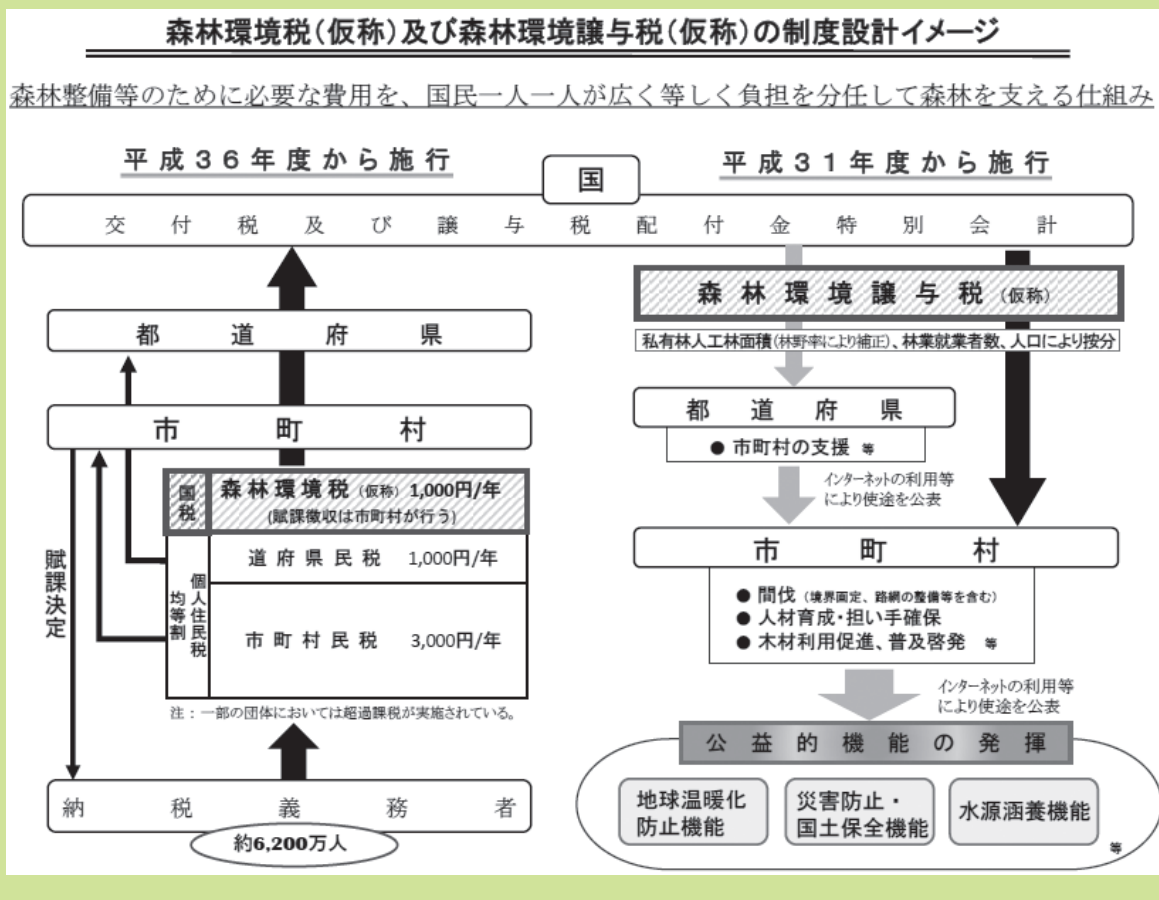 森林環境税(仮称)及び森林環境譲与税(仮称)の制度設計イメージ
森林整備等のために必要な費用を、国民一人一人が広く等しく負担を分任して森林を支える仕組み
平成36年度から施行
国
平成31年度から施行
交付税及び譲与税配付金特別会計
都道府県
市町村
国税
森林環境税(仮称) 1,000円/年
(賦課徴収は市町村が行う)
個人住民税
均等割
道府県民税 1,000円/年
市町村民税 3,000円/年
賦課決定
注:一部の団体においては超過課税が実施されている。
納税義務者
約6,200万人
森林環境譲与税(仮称)
私有林人工林面積(林野率により補正)、林業就業者数、人口により按分
都道府県
● 市町村の支援 等
インターネットの利用等
により使途を公表
市町村
● 間伐(境界画定、路網の整備等を含む)
● 人材育成・担い手確保
● 木材利用促進、普及啓発 等
インターネットの利用等
により使途を公表
公益的機能の発揮
地球温暖化
防止機能
災害防止・
国土保全機能
水源涵養機能
等